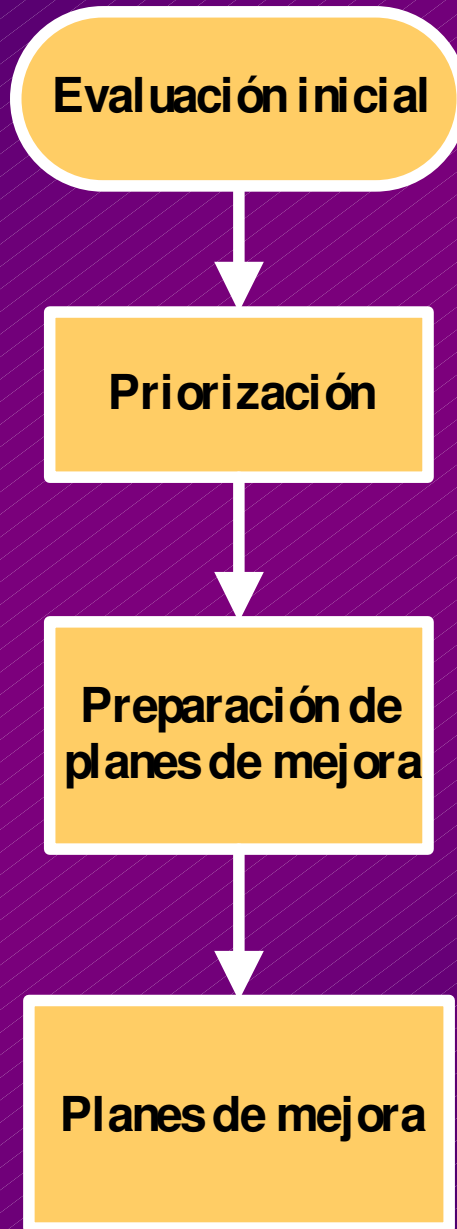 Evaluación inicial
Priorización
Preparación de
planes de mejora
Planes de mejora